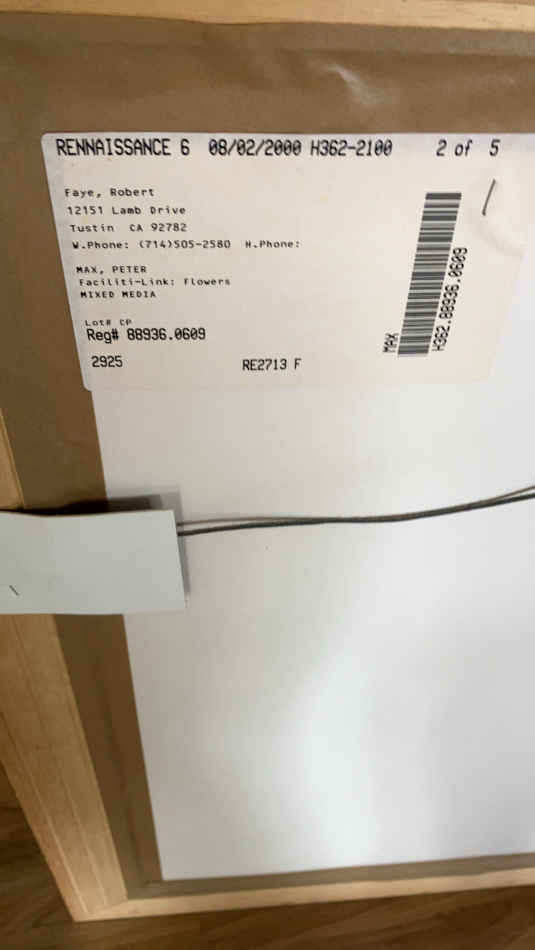 RENNAISSANCE 6 08/02/2000 H362-2100 2 of 5
Faye, Robert
12151 Lamb Drive
Tustin CA 92782
W.Phone: (714)505-2580 H.Phone:
MAX, PETER
Faciliti-Link: Flowers
MIXED MEDIA
Lot# CP
Reg# 88936.0609
2925 RE2713 F
MAX
H362.88936.0609